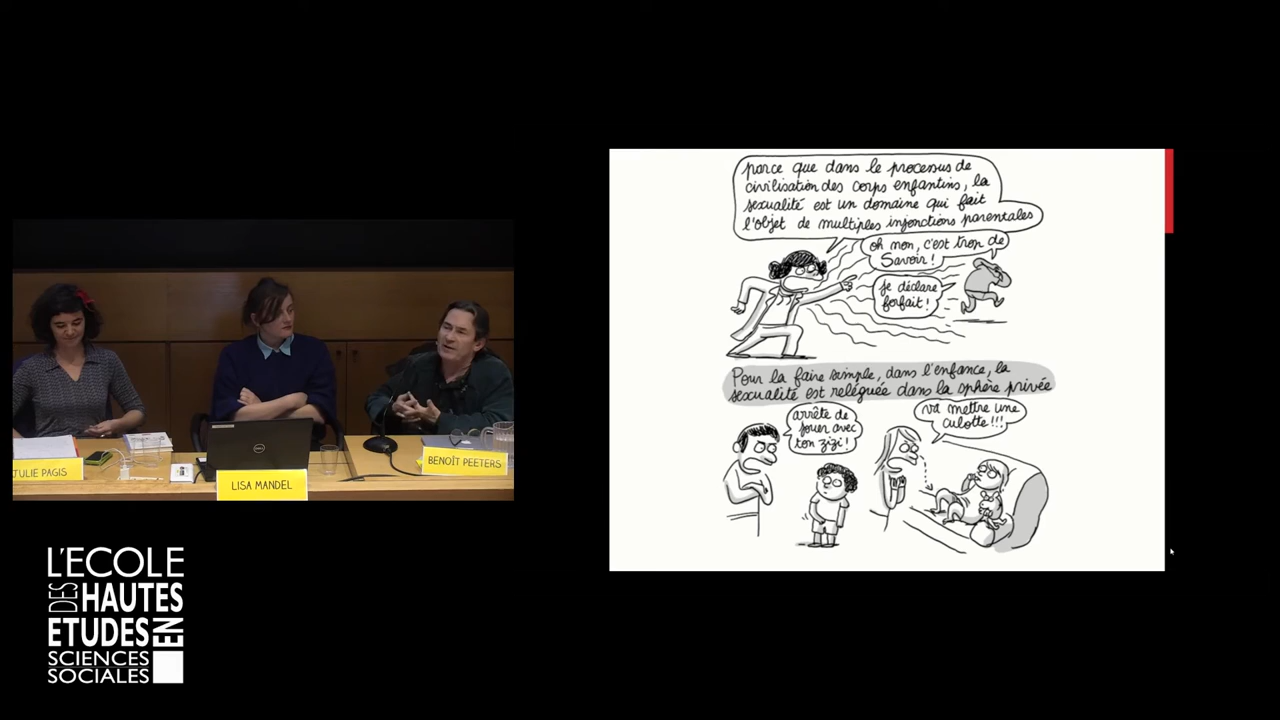 parce que dans le processus de
civilisation des corps enfantins, la
sexualité est un domaine qui fait
l'objet de multiples injonctions parentales
oh non, c'est trop de
savoir !
je déclare
forfait !
Pour la faire simple, dans l'enfance, la
sexualité est reléguée dans la sphère privée
arrête de
jouer avec
ton zizi !
va mettre une
culotte !!!
JULIE PAGIS
LISA MANDEL
BENOÎT PEETERS
DELL
L'ECOLE
DES HAUTES
ETUDES EN
SCIENCES
SOCIALES